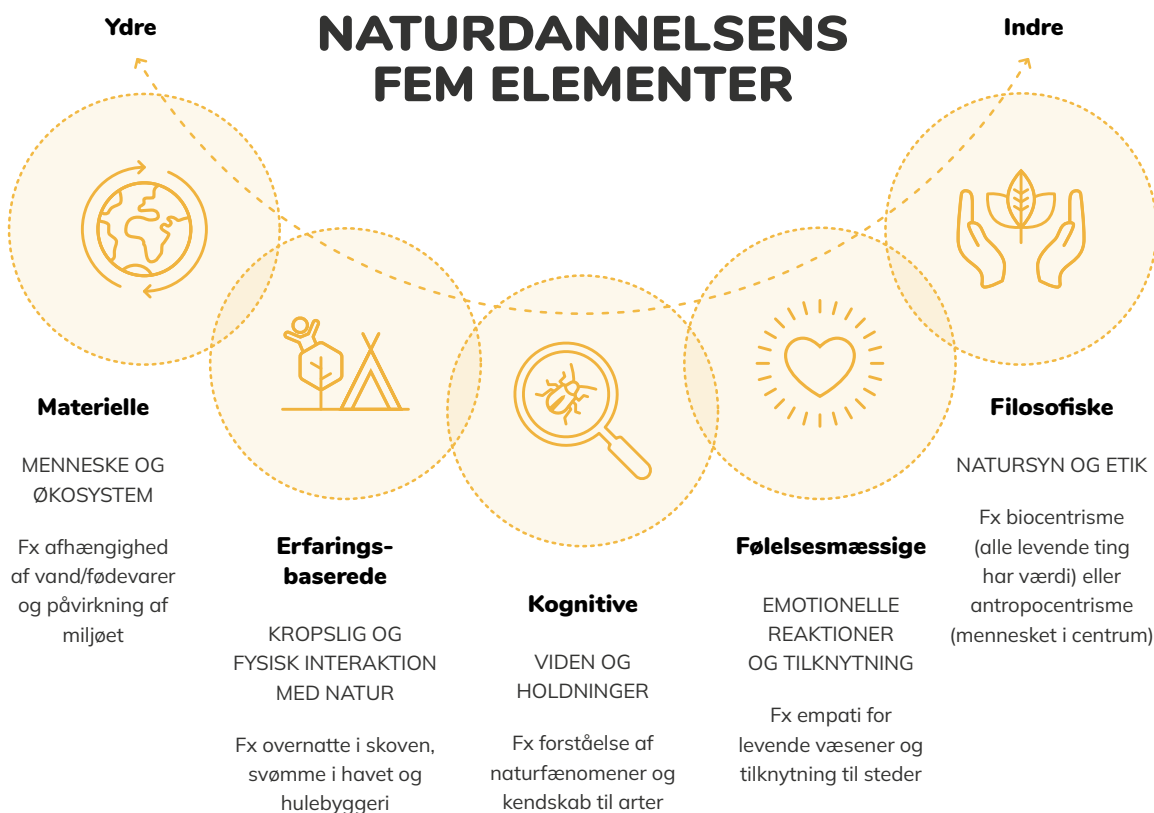 Ydre
NATURDANNELSENS
FEM ELEMENTER
Indre
Materielle
MENNESKE OG
ØKOSYSTEM
Fx afhængighed
af vand/fødevarer
og påvirkning af
miljøet
Erfarings-
baserede
KROPSLIG OG
FYSISK INTERAKTION
MED NATUR
Fx overnatte i skoven,
svømme i havet og
hulebyggeri
Kognitive
VIDEN OG
HOLDNINGER
Fx forståelse af
naturfænomener og
kendskab til arter
Følelsesmæssige
EMOTIONELLE
REAKTIONER
OG TILKNYTNING
Fx empati for
levende væsener og
tilknytning til steder
Filosofiske
NATURSYN OG ETIK
Fx biocentrisme
(alle levende ting
har værdi) eller
antropocentrisme
(mennesket i centrum)